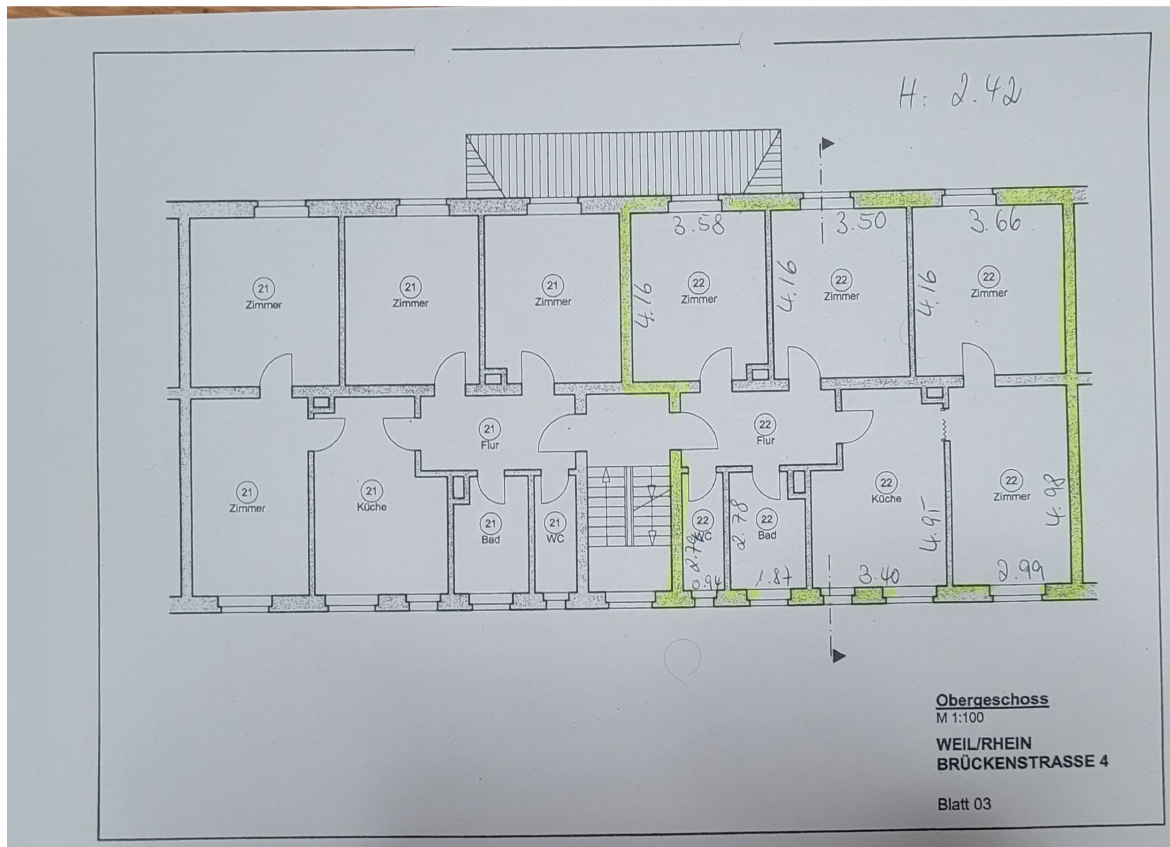 H: 2.42
3.58
3.50
3.66
21
Zimmer
21
Zimmer
21
Zimmer
4.16
22
Zimmer
4.16
22
Zimmer
4.16
22
Zimmer
21
Zimmer
21
Küche
21
Flur
21
Bad
21
WC
22
Flur
22
WC
2.78
0.94
22
Bad
2.78
1.87
22
Küche
4.95
3.40
22
Zimmer
4.98
2.99
Obergeschoss
M 1:100
WEIL/RHEIN
BRÜCKENSTRASSE 4
Blatt 03